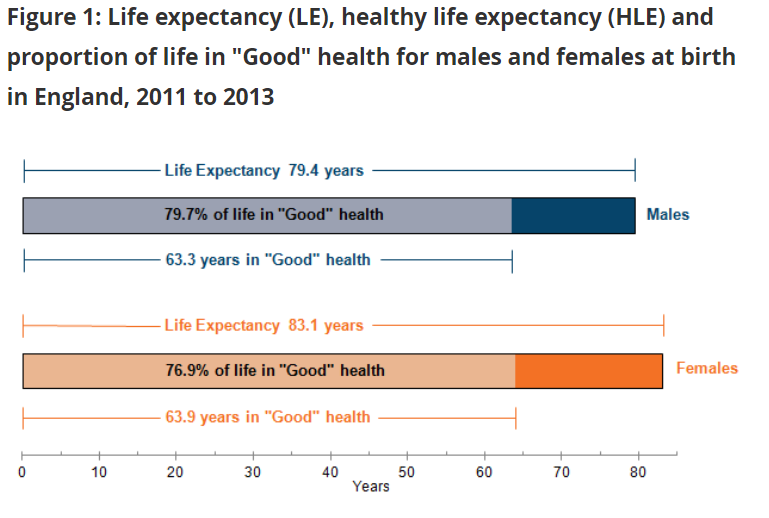 Figure 1: Life expectancy (LE), healthy life expectancy (HLE) and
proportion of life in "Good" health for males and females at birth
in England, 2011 to 2013
Life Expectancy 79.4 years
79.7% of life in "Good" health
Males
63.3 years in "Good" health
Life Expectancy 83.1 years
76.9% of life in "Good" health
Females
63.9 years in "Good" health
0 10 20 30 40 50 60 70 80
Years